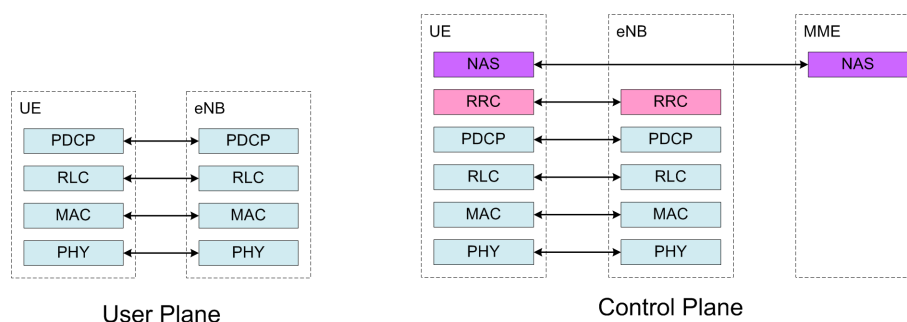 UE eNB
PDCP PDCP
RLC RLC
MAC MAC
PHY PHY
User Plane
UE eNB MME
NAS NAS
RRC RRC
PDCP PDCP
RLC RLC
MAC MAC
PHY PHY
Control Plane